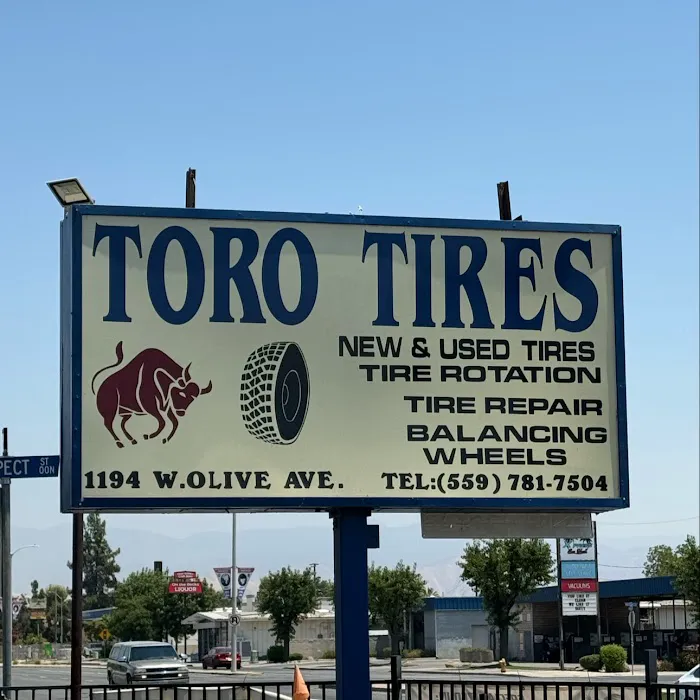 TORO TIRES
NEW & USED TIRES
TIRE ROTATION
TIRE REPAIR
BALANCING
WHEELS
1194 W.OLIVE AVE. TEL:(559) 781-7504
PECT ST
LIQUOR
VACUUMS